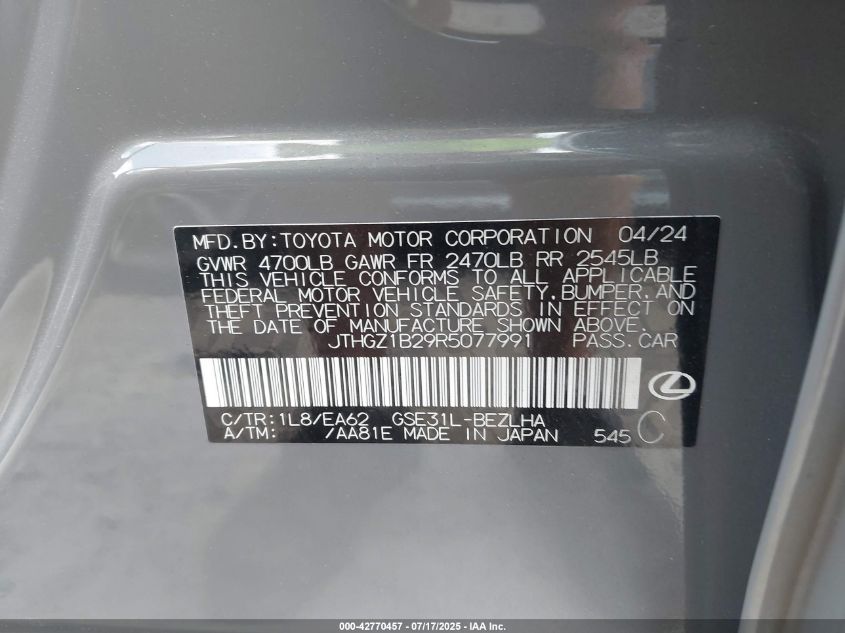 MFD.BY:TOYOTA MOTOR CORPORATION 04/24
GVWR 4700LB GAWR FR 2470LB RR 2545LB
THIS VEHICLE CONFORMS TO ALL APPLICABLE
FEDERAL MOTOR VEHICLE SAFETY,BUMPER,AND
THEFT PREVENTION STANDARDS IN EFFECT ON
THE DATE OF MANUFACTURE SHOWN ABOVE.
JTHGZ1B29R5077991 PASS.CAR
C/TR:1L8/EA62 GSE31L-BEZLHA
A/TM: /AA81E MADE IN JAPAN 545 C
000-42770457 - 07/17/2025 - IAA Inc.